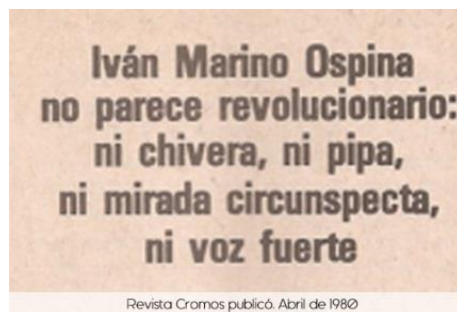 Iván Marino Ospina
no parece revolucionario:
ni chivera, ni pipa,
ni mirada circunspecta,
ni voz fuerte
Revista Cromos publicó. Abril de 1980